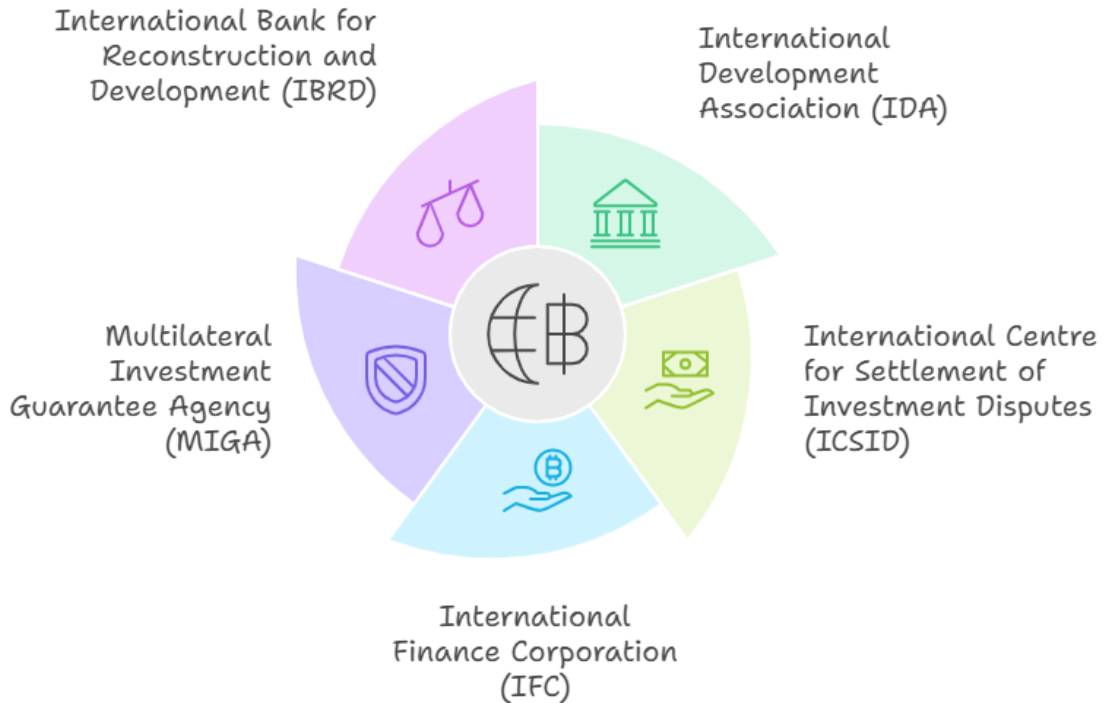 International Bank for
Reconstruction and
Development (IBRD)
International
Development
Association (IDA)
Multilateral
Investment
Guarantee Agency
(MIGA)
International Centre
for Settlement of
Investment Disputes
(ICSID)
International
Finance Corporation
(IFC)